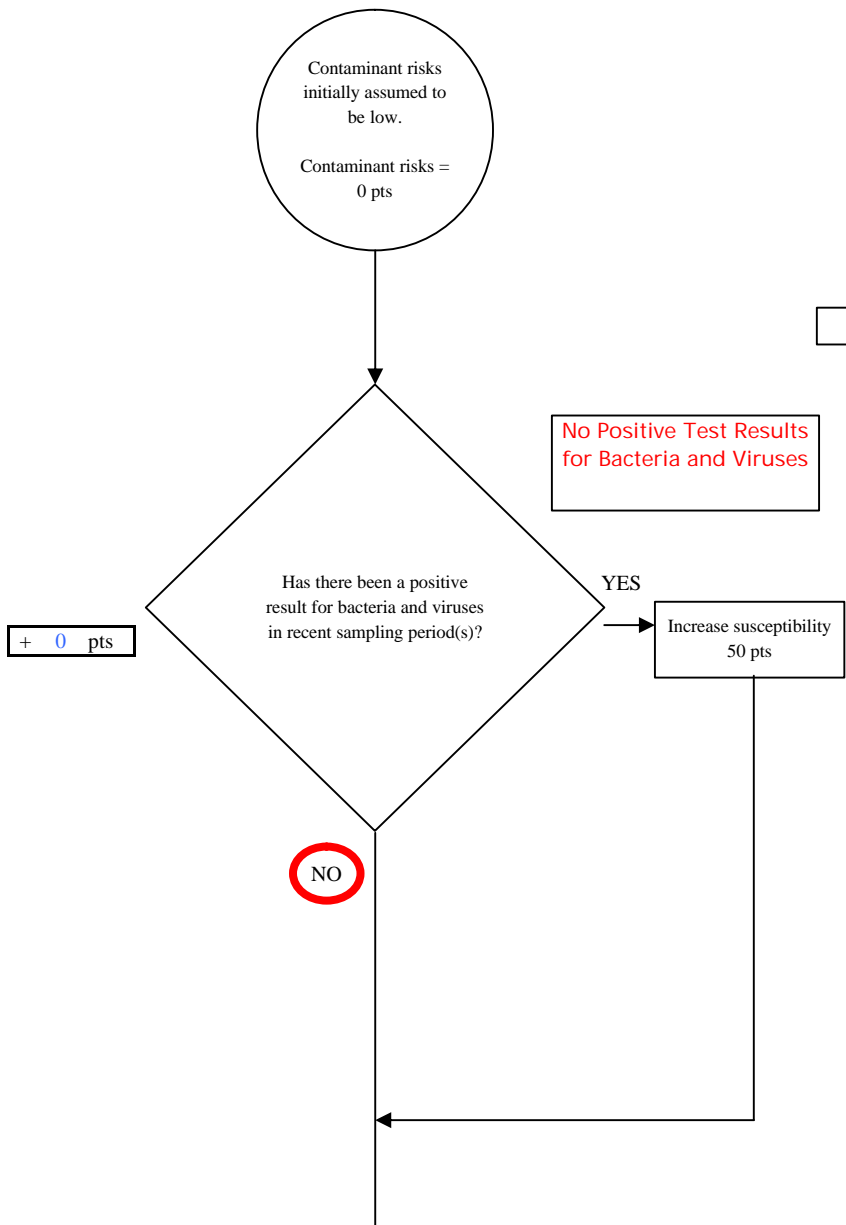 Contaminant risks
initially assumed to
be low.
Contaminant risks =
0 pts
No Positive Test Results
for Bacteria and Viruses
Has there been a positive
result for bacteria and viruses
in recent sampling period(s)?
YES
+ 0 pts
Increase susceptibility
50 pts
NO